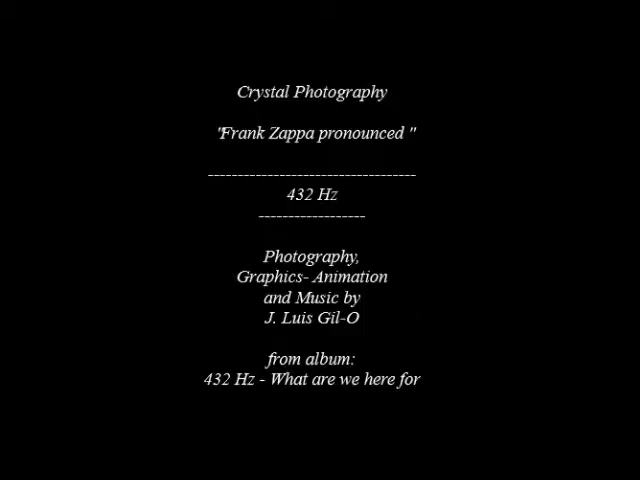 Crystal Photography
"Frank Zappa pronounced "
-----------------------------------
432 Hz
------------------
Photography,
Graphics- Animation
and Music by
J. Luis Gil-O
from album:
432 Hz - What are we here for